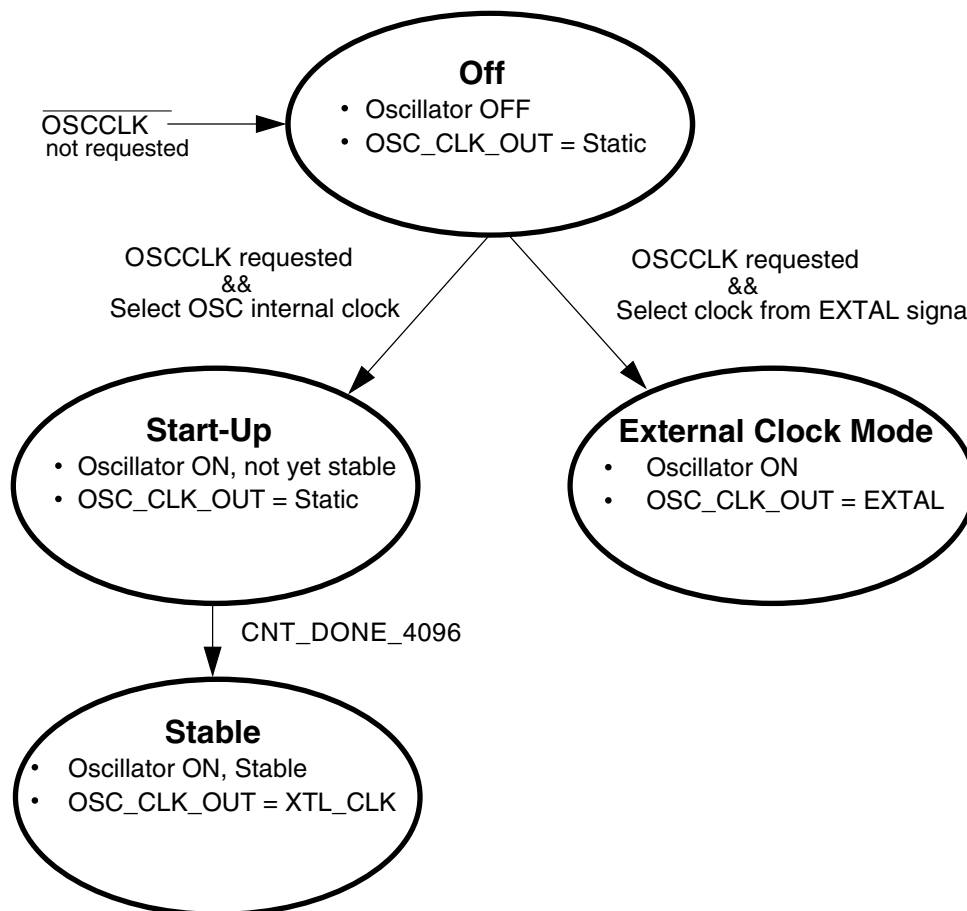 Off
• Oscillator OFF
• OSC_CLK_OUT = Static
OSCCLK
not requested
OSCCLK requested
&&
Select OSC internal clock
OSCCLK requested
&&
Select clock from EXTAL signa
Start-Up
• Oscillator ON, not yet stable
• OSC_CLK_OUT = Static
External Clock Mode
• Oscillator ON
• OSC_CLK_OUT = EXTAL
CNT_DONE_4096
Stable
• Oscillator ON, Stable
• OSC_CLK_OUT = XTL_CLK